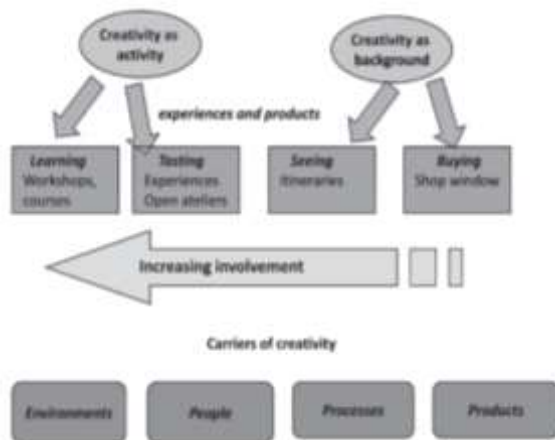 Creativity as
activity
Creativity as
background
experiences and products
Learning
Workshops,
courses
Tasting
Experiences
Open ateliers
Seeing
Itineraries
Buying
Shop window
Increasing involvement
Carriers of creativity
Environments
People
Processes
Products